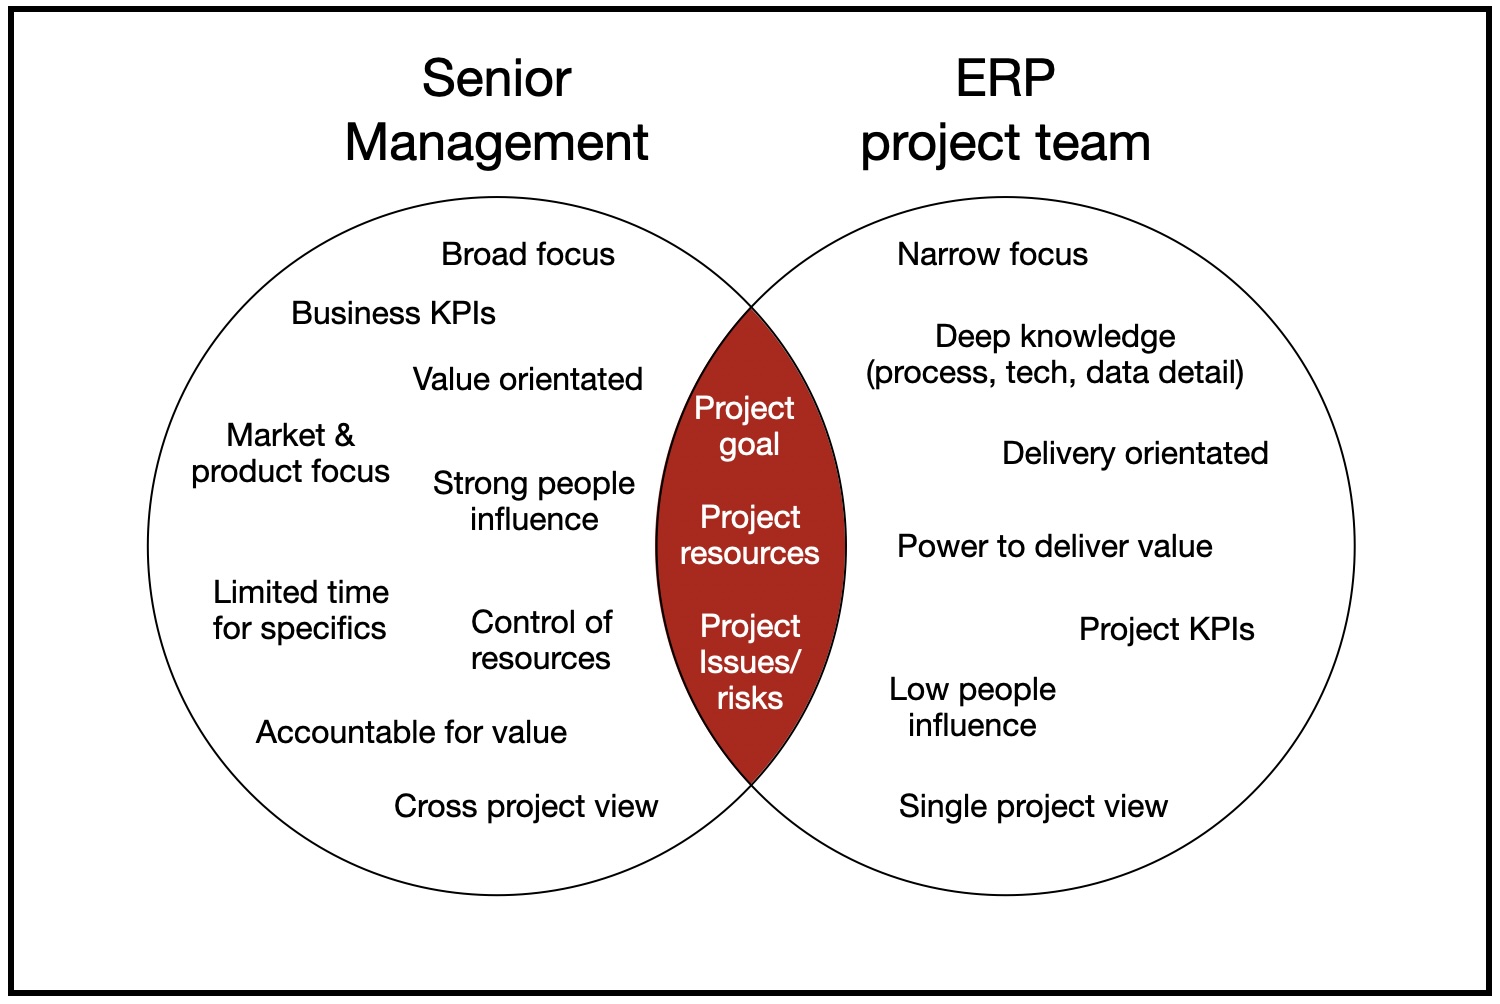 Senior
Management
ERP
project team
Broad focus
Business KPIs
Value orientated
Market &
product focus
Strong people
influence
Limited time
for specifics
Control of
resources
Accountable for value
Cross project view
Project
goal
Project
resources
Project
Issues/
risks
Narrow focus
Deep knowledge
(process, tech, data detail)
Delivery orientated
Power to deliver value
Project KPIs
Low people
influence
Single project view